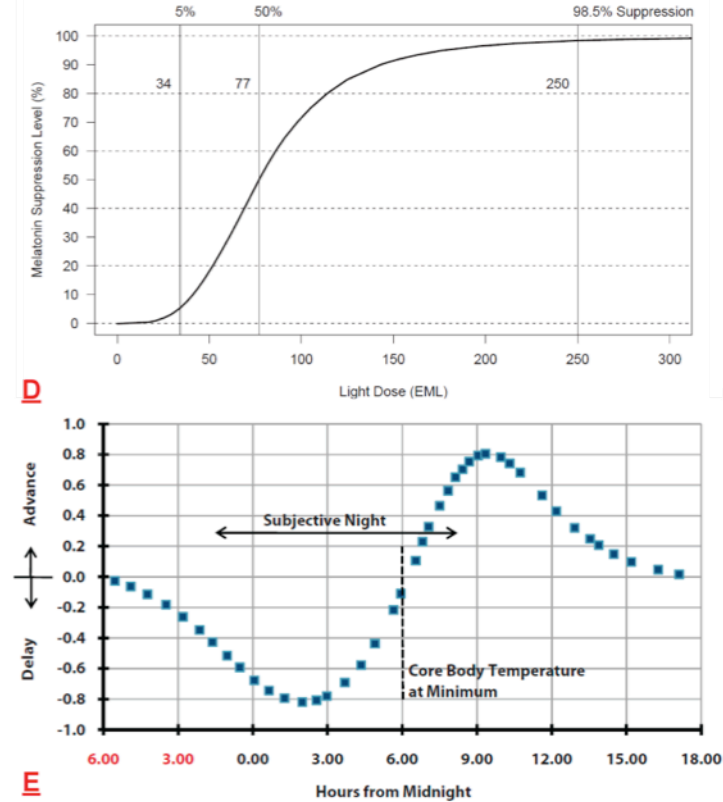 5% 50% 98.5% Suppression
100
90
80
70
60
50
40
30
20
10
0
34 77 250
Melatonin Suppression Level (%)
0 50 100 150 200 250 300
Light Dose (EML)
D
1.0
0.8
0.6
0.4
0.2
0.0
-0.2
-0.4
-0.6
-0.8
-1.0
Advance
Delay
Subjective Night
Core Body Temperature
at Minimum
6.00 3.00 0.00 3.00 6.00 9.00 12.00 15.00 18.00
Hours from Midnight
E